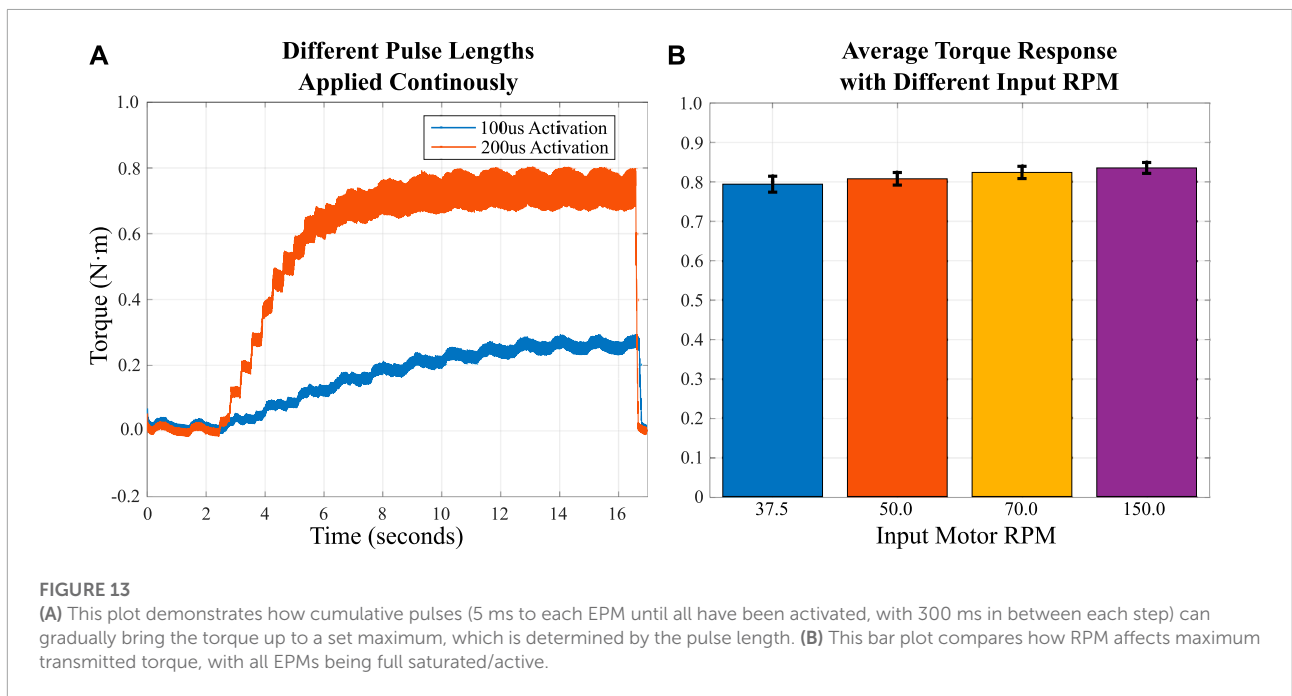 A
Different Pulse Lengths
Applied Continously
1.0
0.8
0.6
0.4
0.2
0.0
-0.2
Torque (N·m)
100us Activation
200us Activation
0 2 4 6 8 10 12 14 16
Time (seconds)
B
Average Torque Response
with Different Input RPM
1.0
0.9
0.8
0.7
0.6
0.5
0.4
0.3
0.2
0.1
0
37.5 50.0 70.0 150.0
Input Motor RPM
FIGURE 13
(A) This plot demonstrates how cumulative pulses (5 ms to each EPM until all have been activated, with 300 ms in between each step) can
gradually bring the torque up to a set maximum, which is determined by the pulse length. (B) This bar plot compares how RPM affects maximum
transmitted torque, with all EPMs being full saturated/active.